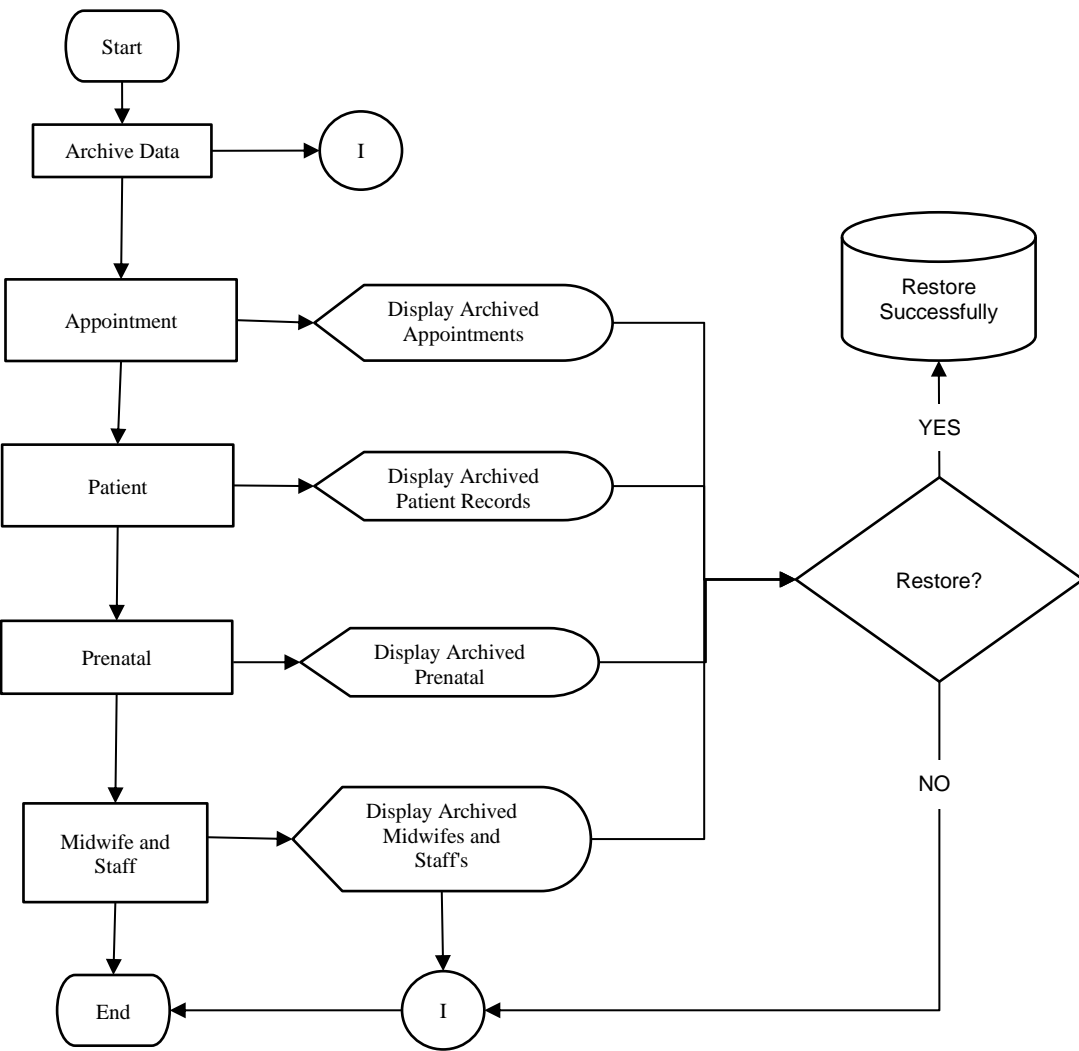 Start
Archive Data
I
Appointment
Display Archived
Appointments
Restore
Successfully
YES
Patient
Display Archived
Patient Records
Restore?
Prenatal
Display Archived
Prenatal
NO
Midwife and
Staff
Display Archived
Midwifes and
Staff's
End
I